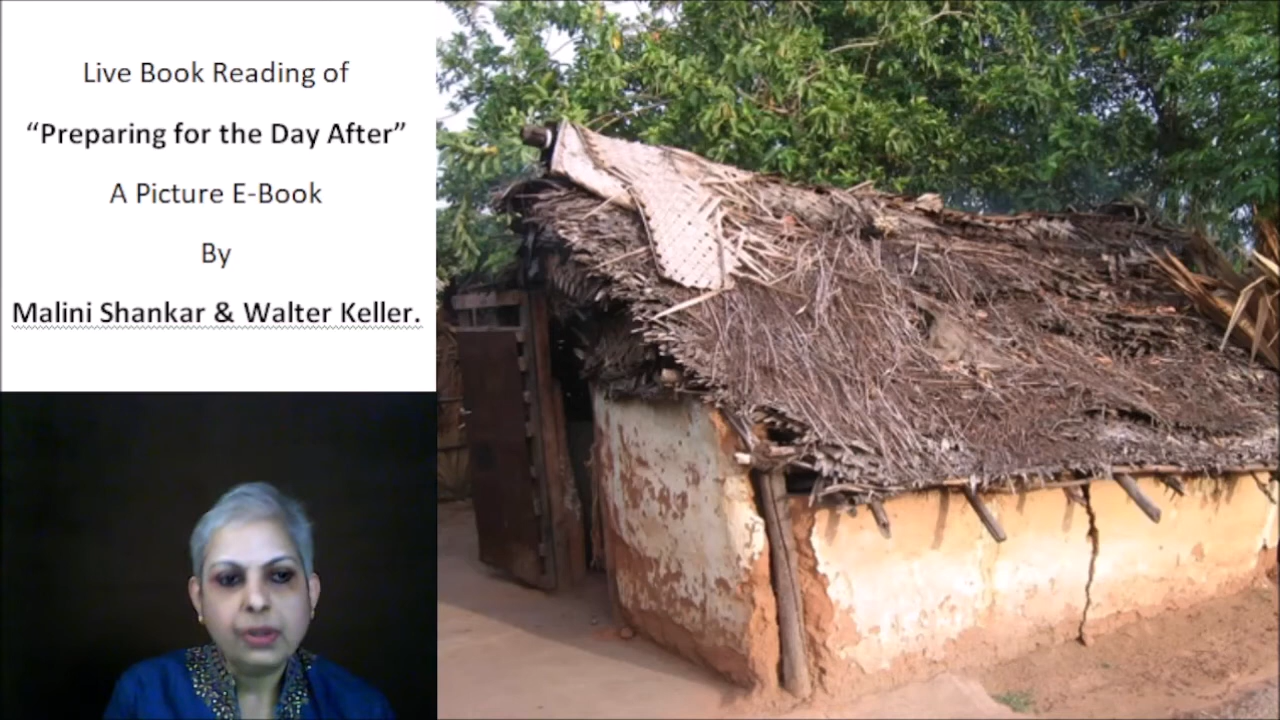 Live Book Reading of
“Preparing for the Day After”
A Picture E-Book
By
Malini Shankar & Walter Keller.